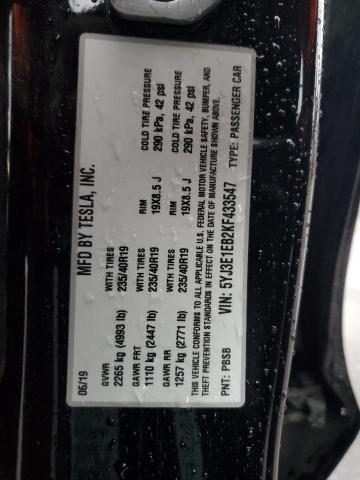 MFD BY TESLA, INC.
06/19
GVWR
2265 kg (4993 lb)
WITH TIRES
235/40R19
RIM
19X8.5 J
COLD TIRE PRESSURE
290 kPa, 42 psi
GAWR FRT
1110 kg (2447 lb)
WITH TIRES
235/40R19
RIM
19X8.5 J
COLD TIRE PRESSURE
290 kPa, 42 psi
GAWR RR
1257 kg (2771 lb)
WITH TIRES
235/40R19
THIS VEHICLE CONFORMS TO ALL APPLICABLE U.S. FEDERAL MOTOR VEHICLE SAFETY, BUMPER, AND
THEFT PREVENTION STANDARDS IN EFFECT ON THE DATE OF MANUFACTURE SHOWN ABOVE.
VIN: 5YJ3E1EB2KF433547
PNT: PBSB
TYPE: PASSENGER CAR